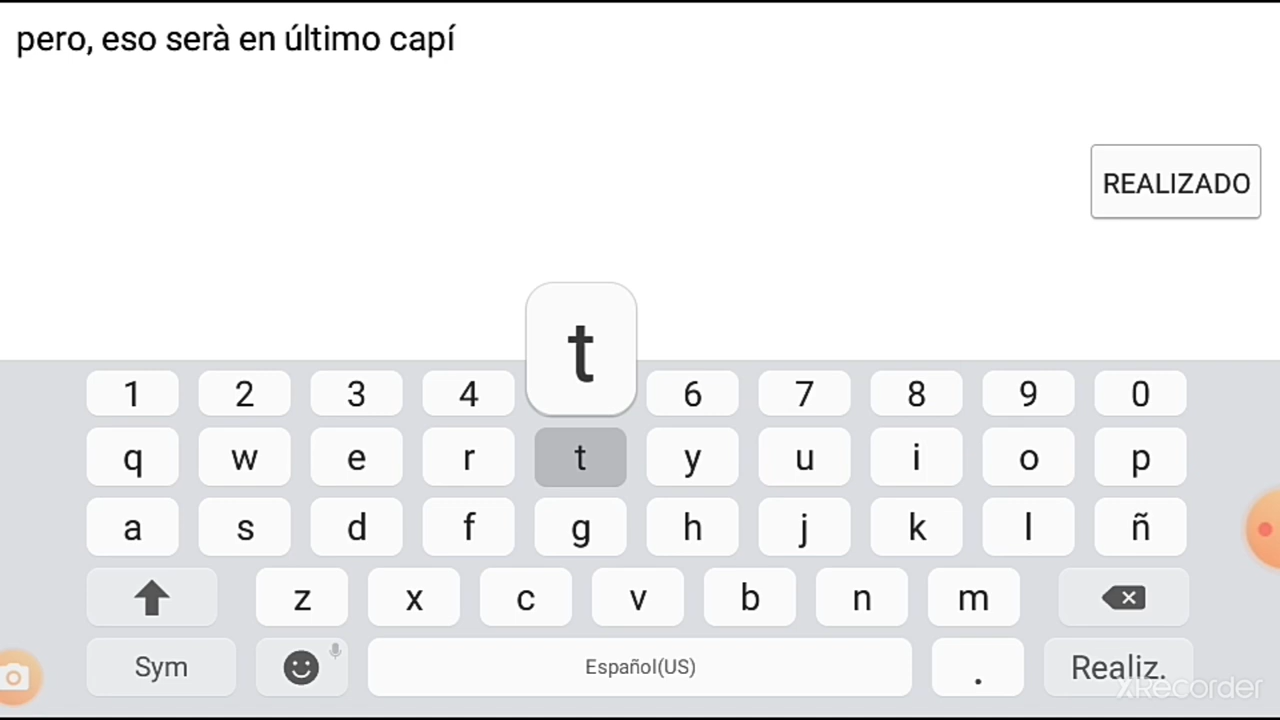 pero, eso serà en último capí
REALIZADO
t
1 2 3 4 6 7 8 9 0
q w e r t y u i o p
a s d f g h j k l ñ
z x c v b n m
Sym Español(US) . Realiz.
XRecorder